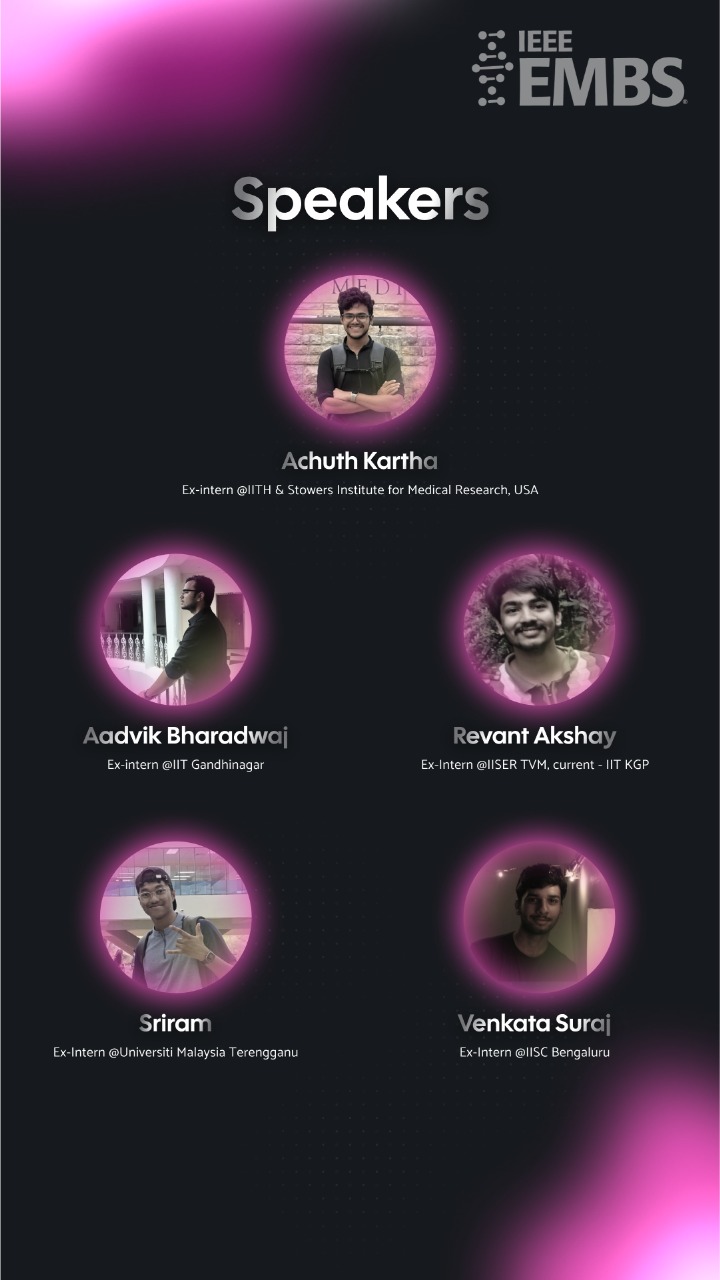 IEEE
EMBS
Speakers
MEDI
Achuth Kartha
Ex-intern @IITH & Stowers Institute for Medical Research, USA
Aadvik Bharadwaj
Ex-intern @IIT Gandhinagar
Revant Akshay
Ex-Intern @IISER TVM, current - IIT KGP
Sriram
Ex-Intern @Universiti Malaysia Terengganu
Venkata Suraj
Ex-Intern @IISC Bengaluru